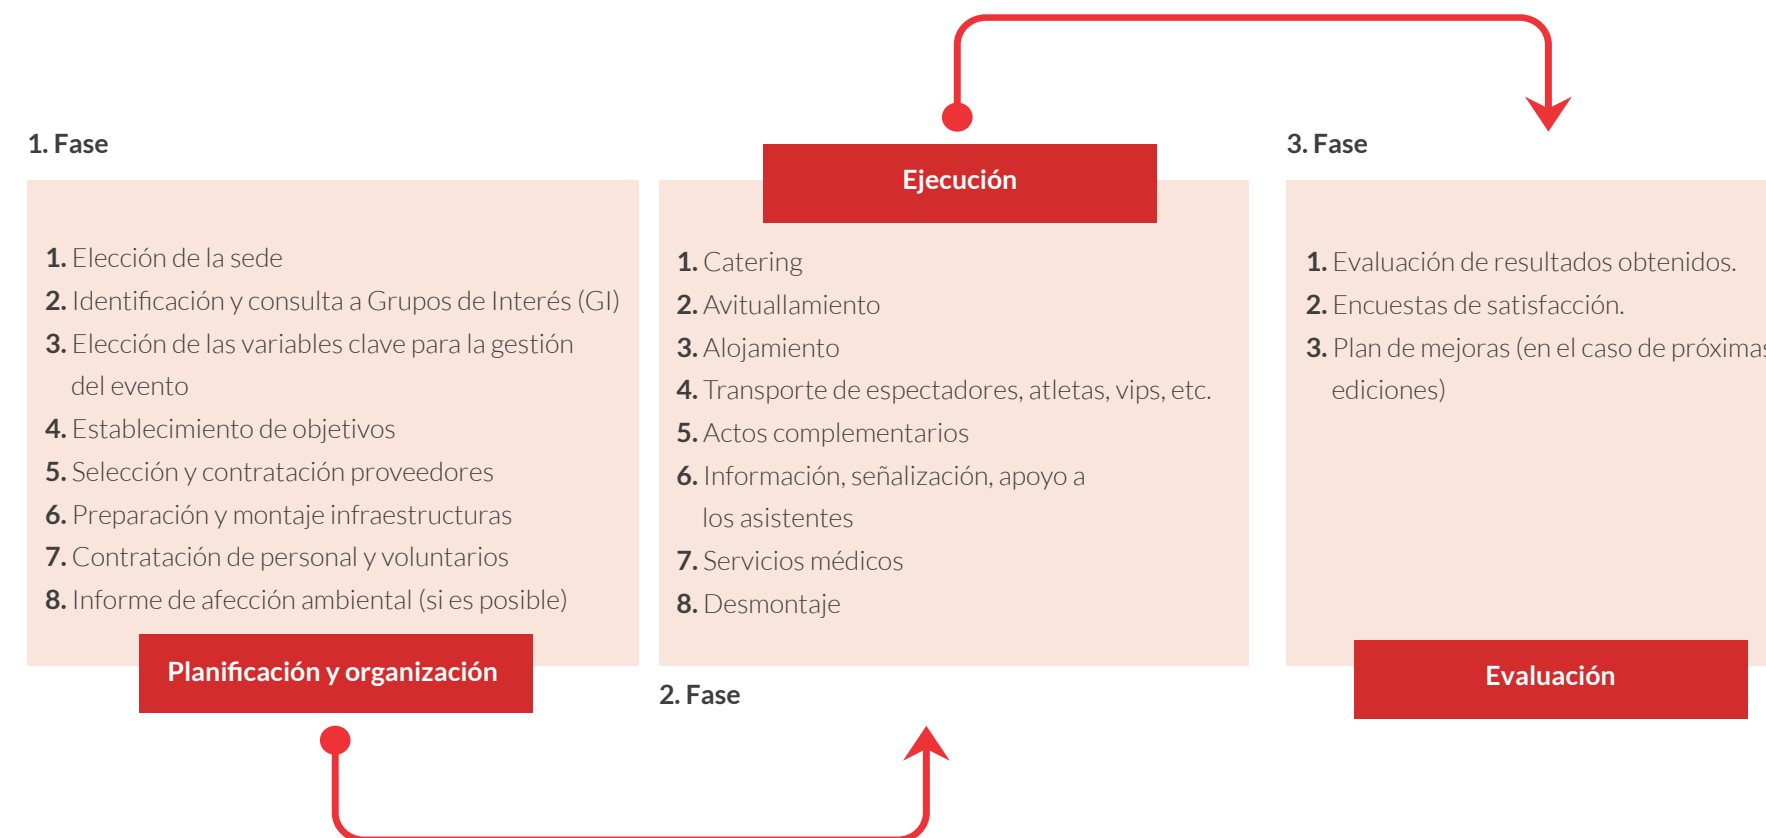 1. Fase
1. Elección de la sede
2. Identificación y consulta a Grupos de Interés (GI)
3. Elección de las variables clave para la gestión
del evento
4. Establecimiento de objetivos
5. Selección y contratación proveedores
6. Preparación y montaje infraestructuras
7. Contratación de personal y voluntarios
8. Informe de afección ambiental (si es posible)
Planificación y organización
Ejecución
1. Catering
2. Avituallamiento
3. Alojamiento
4. Transporte de espectadores, atletas, vips, etc.
5. Actos complementarios
6. Información, señalización, apoyo a
los asistentes
7. Servicios médicos
8. Desmontaje
2. Fase
3. Fase
1. Evaluación de resultados obtenidos.
2. Encuestas de satisfacción.
3. Plan de mejoras (en el caso de próximas
ediciones)
Evaluación